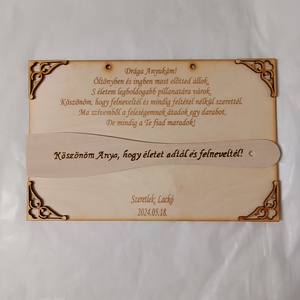 Drága Anyukám!
Öltönyben és ingben most előtted állok,
S életem legboldogabb pillanatára várok.
Köszönöm, hogy felneveltél és mindig feltétel nélkül szerettél.
Ma szívemből a feleségemnek átadok egy darabot,
De mindig a Te fiad maradok!
Köszönöm Anya, hogy életet adtál és felneveltél!
Szeretlek: Lackó
2024.05.18.